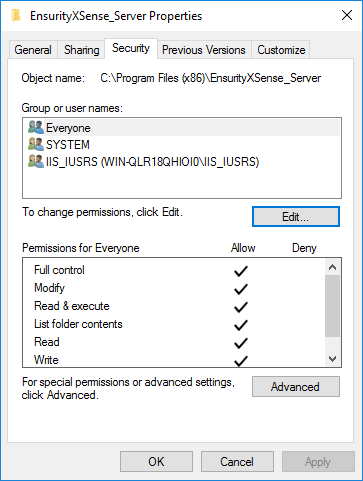 EnsurityXSense_Server Properties
General Sharing Security Previous Versions Customize
Object name: C:\Program Files (x86)\EnsurityXSense_Server
Group or user names:
Everyone
SYSTEM
IIS_IUSRS (WIN-QLR18QHIOI0\IIS_IUSRS)
To change permissions, click Edit.
Edit...
Permissions for Everyone Allow Deny
Full control
Modify
Read & execute
List folder contents
Read
Write
For special permissions or advanced settings,
click Advanced.
Advanced
OK Cancel Apply